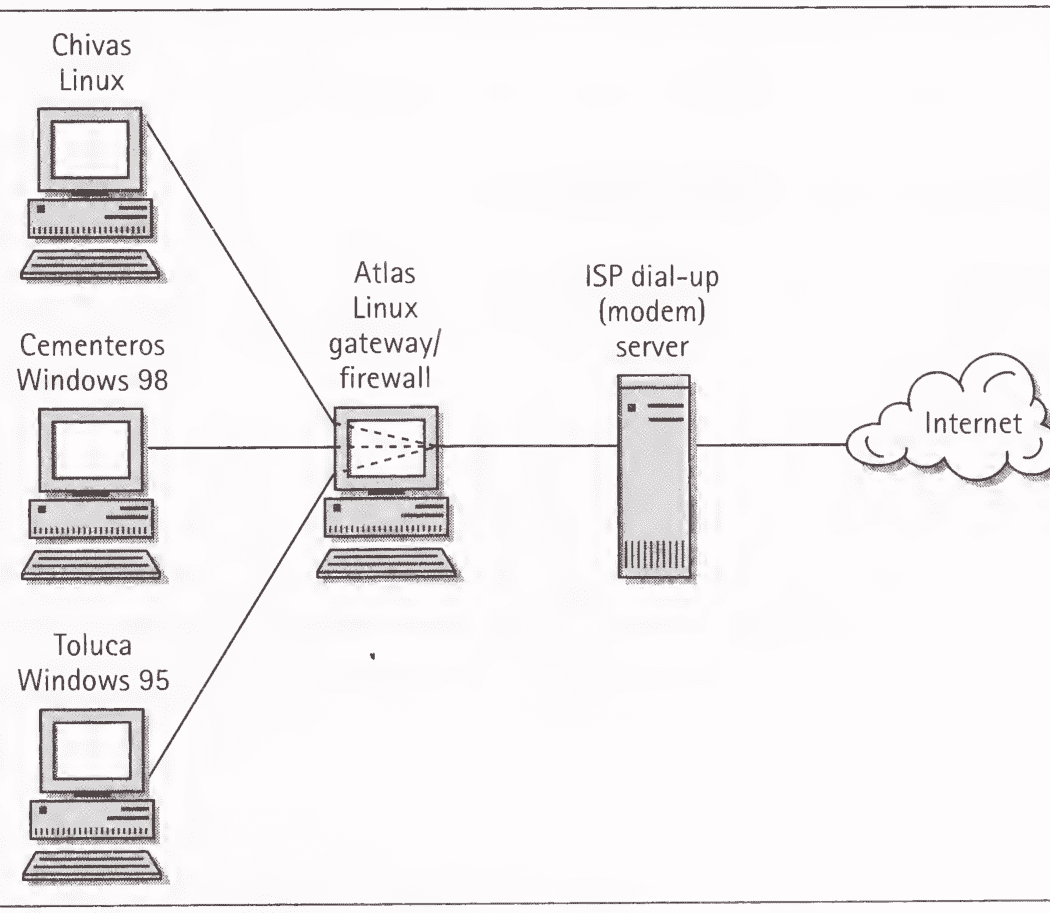 Chivas
Linux
Cementeros
Windows 98
Toluca
Windows 95
Atlas
Linux
gateway/
firewall
ISP dial-up
(modem)
server
Internet